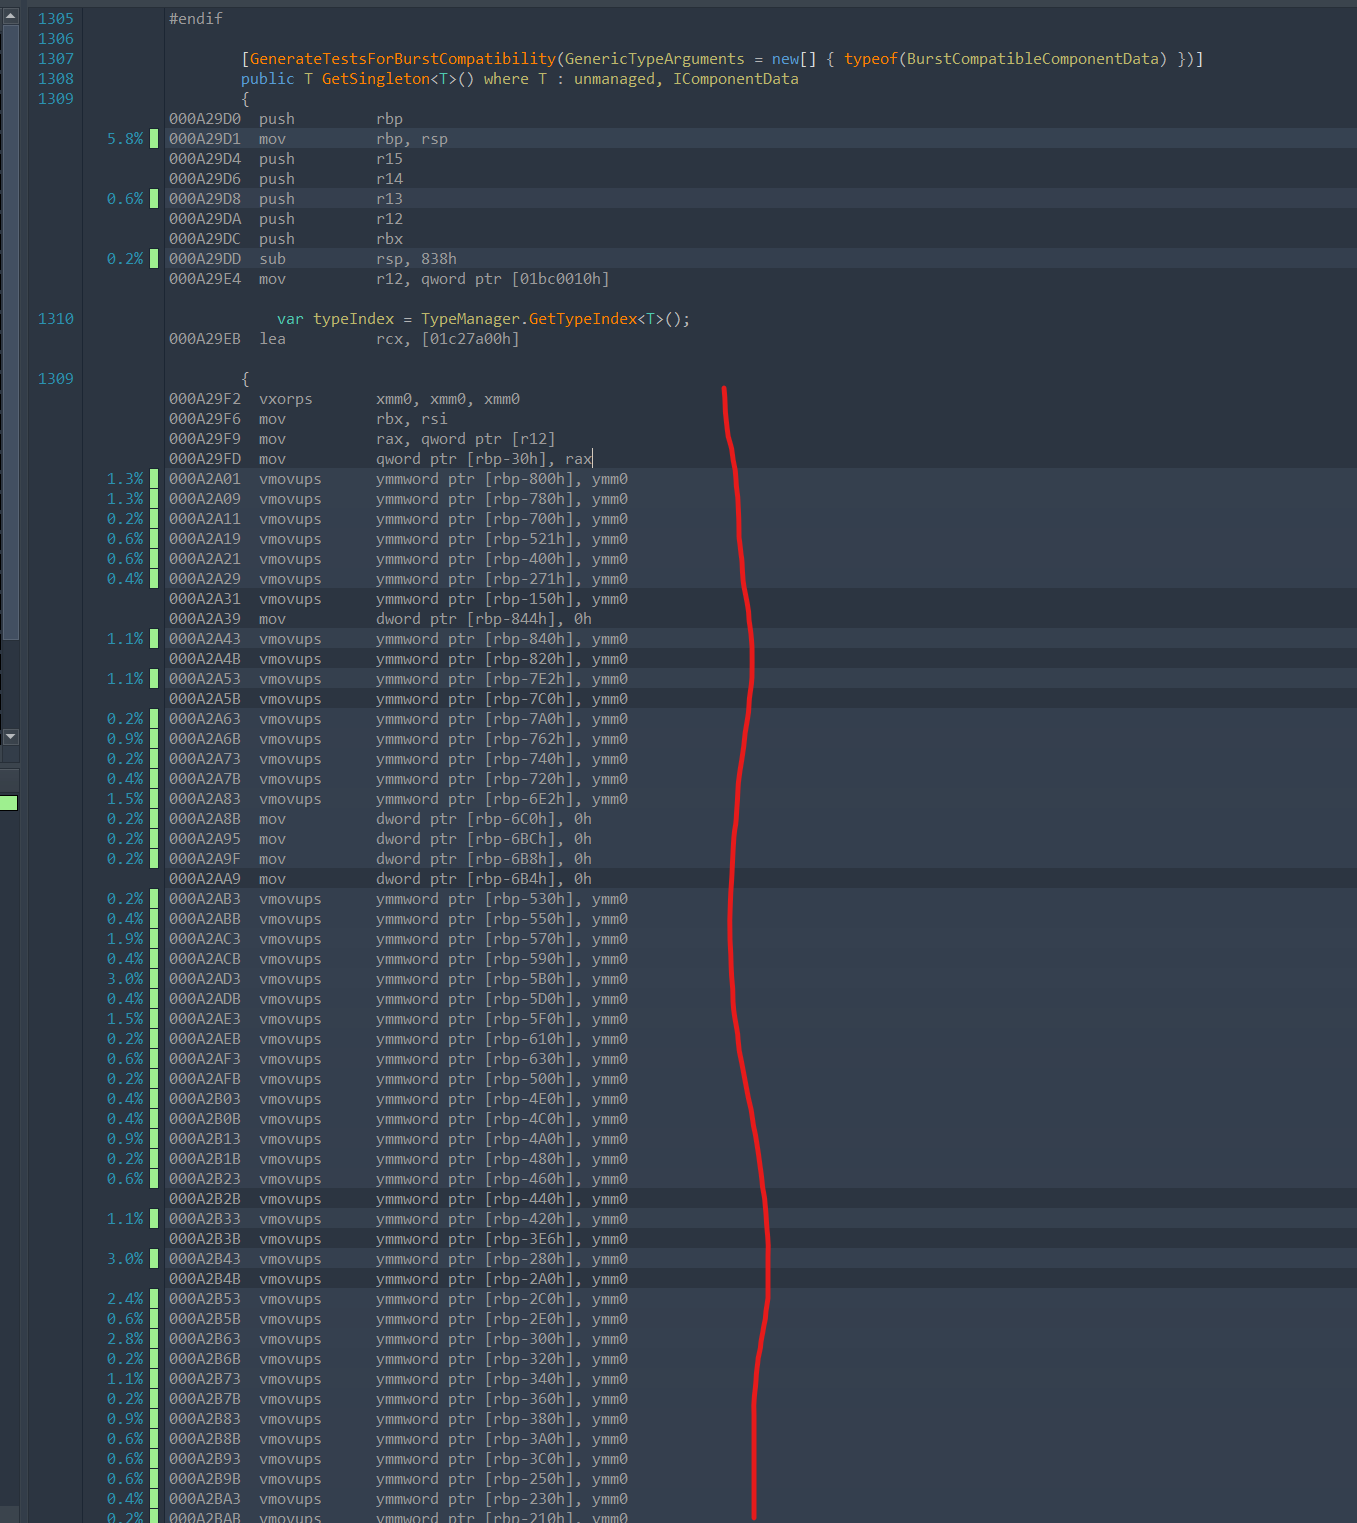 1305 #endif
1306
1307 [GenerateTestsForBurstCompatibility(GenericTypeArguments = new[] { typeof(BurstCompatibleComponentData) })]
1308 public T GetSingleton<T>() where T : unmanaged, IComponentData
1309 {
000A29D0 push rbp
5.8% 000A29D1 mov rbp, rsp
000A29D4 push r15
000A29D6 push r14
0.6% 000A29D8 push r13
000A29DA push r12
000A29DC push rbx
0.2% 000A29DD sub rsp, 838h
000A29E4 mov r12, qword ptr [01bc0010h]
1310 var typeIndex = TypeManager.GetTypeIndex<T>();
000A29EB lea rcx, [01c27a00h]
1309 {
000A29F2 vxorps xmm0, xmm0, xmm0
000A29F6 mov rbx, rsi
000A29F9 mov rax, qword ptr [r12]
000A29FD mov qword ptr [rbp-30h], rax
1.3% 000A2A01 vmovups ymmword ptr [rbp-800h], ymm0
1.3% 000A2A09 vmovups ymmword ptr [rbp-780h], ymm0
0.2% 000A2A11 vmovups ymmword ptr [rbp-700h], ymm0
0.6% 000A2A19 vmovups ymmword ptr [rbp-521h], ymm0
0.6% 000A2A21 vmovups ymmword ptr [rbp-400h], ymm0
0.4% 000A2A29 vmovups ymmword ptr [rbp-271h], ymm0
000A2A31 vmovups ymmword ptr [rbp-150h], ymm0
000A2A39 mov dword ptr [rbp-844h], 0h
1.1% 000A2A43 vmovups ymmword ptr [rbp-840h], ymm0
000A2A4B vmovups ymmword ptr [rbp-820h], ymm0
1.1% 000A2A53 vmovups ymmword ptr [rbp-7E2h], ymm0
000A2A5B vmovups ymmword ptr [rbp-7C0h], ymm0
0.2% 000A2A63 vmovups ymmword ptr [rbp-7A0h], ymm0
0.9% 000A2A6B vmovups ymmword ptr [rbp-762h], ymm0
0.2% 000A2A73 vmovups ymmword ptr [rbp-740h], ymm0
0.4% 000A2A7B vmovups ymmword ptr [rbp-720h], ymm0
1.5% 000A2A83 vmovups ymmword ptr [rbp-6E2h], ymm0
0.2% 000A2A8B mov dword ptr [rbp-6C0h], 0h
0.2% 000A2A95 mov dword ptr [rbp-6BCh], 0h
0.2% 000A2A9F mov dword ptr [rbp-6B8h], 0h
000A2AA9 mov dword ptr [rbp-6B4h], 0h
0.2% 000A2AB3 vmovups ymmword ptr [rbp-530h], ymm0
0.4% 000A2ABB vmovups ymmword ptr [rbp-550h], ymm0
1.9% 000A2AC3 vmovups ymmword ptr [rbp-570h], ymm0
0.4% 000A2ACB vmovups ymmword ptr [rbp-590h], ymm0
3.0% 000A2AD3 vmovups ymmword ptr [rbp-5B0h], ymm0
0.4% 000A2ADB vmovups ymmword ptr [rbp-5D0h], ymm0
1.5% 000A2AE3 vmovups ymmword ptr [rbp-5F0h], ymm0
0.2% 000A2AEB vmovups ymmword ptr [rbp-610h], ymm0
0.6% 000A2AF3 vmovups ymmword ptr [rbp-630h], ymm0
0.2% 000A2AFB vmovups ymmword ptr [rbp-500h], ymm0
0.4% 000A2B03 vmovups ymmword ptr [rbp-4E0h], ymm0
0.4% 000A2B0B vmovups ymmword ptr [rbp-4C0h], ymm0
0.9% 000A2B13 vmovups ymmword ptr [rbp-4A0h], ymm0
0.2% 000A2B1B vmovups ymmword ptr [rbp-480h], ymm0
0.6% 000A2B23 vmovups ymmword ptr [rbp-460h], ymm0
000A2B2B vmovups ymmword ptr [rbp-440h], ymm0
1.1% 000A2B33 vmovups ymmword ptr [rbp-420h], ymm0
000A2B3B vmovups ymmword ptr [rbp-3E6h], ymm0
3.0% 000A2B43 vmovups ymmword ptr [rbp-280h], ymm0
000A2B4B vmovups ymmword ptr [rbp-2A0h], ymm0
2.4% 000A2B53 vmovups ymmword ptr [rbp-2C0h], ymm0
0.6% 000A2B5B vmovups ymmword ptr [rbp-2E0h], ymm0
2.8% 000A2B63 vmovups ymmword ptr [rbp-300h], ymm0
0.2% 000A2B6B vmovups ymmword ptr [rbp-320h], ymm0
1.1% 000A2B73 vmovups ymmword ptr [rbp-340h], ymm0
0.2% 000A2B7B vmovups ymmword ptr [rbp-360h], ymm0
0.9% 000A2B83 vmovups ymmword ptr [rbp-380h], ymm0
0.6% 000A2B8B vmovups ymmword ptr [rbp-3A0h], ymm0
0.6% 000A2B93 vmovups ymmword ptr [rbp-3C0h], ymm0
0.6% 000A2B9B vmovups ymmword ptr [rbp-250h], ymm0
0.4% 000A2BA3 vmovups ymmword ptr [rbp-230h], ymm0
0.2% 000A2BAB vmovups ymmword ptr [rbp-210h], ymm0